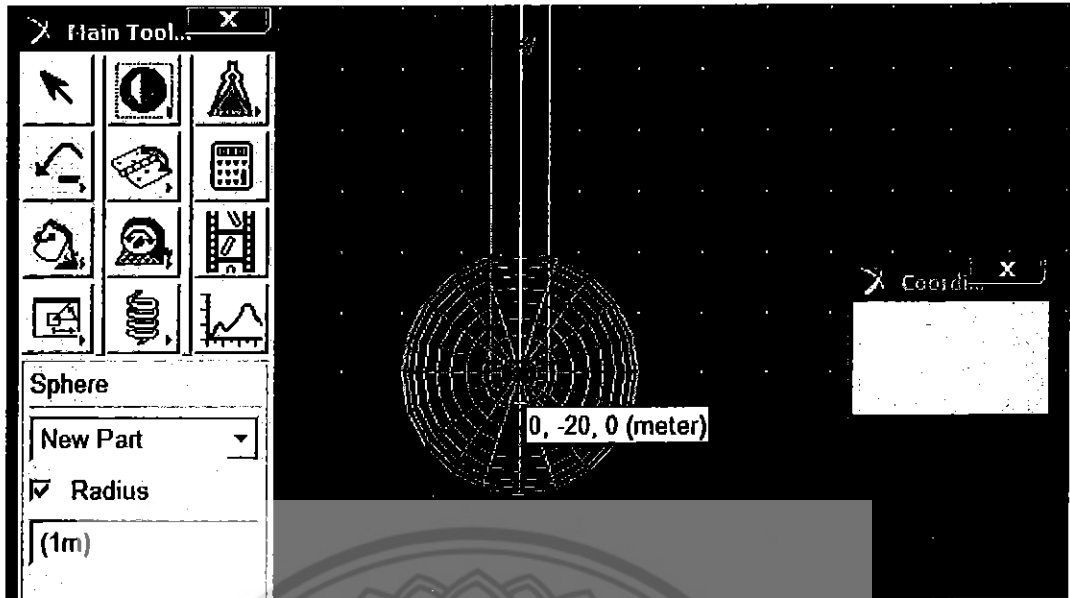 Main Tool... X
Sphere
New Part
Radius
(1m)
0, -20, 0 (meter)
Coordi... X